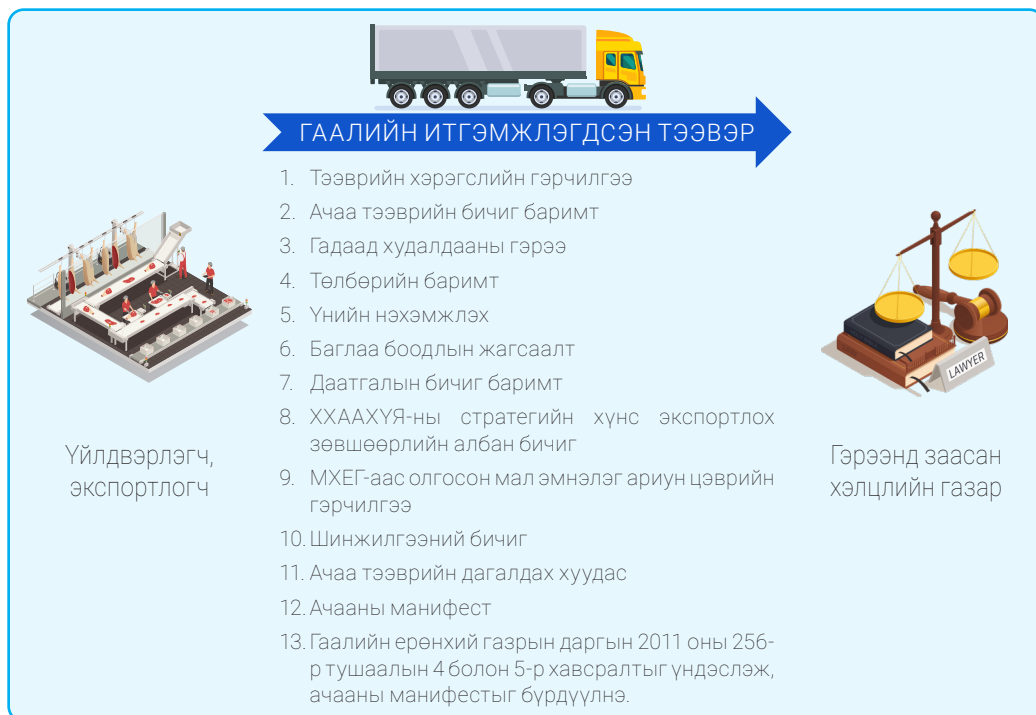 ГААЛИЙН ИТГЭМЖЛЭГДСЭН ТЭЭВЭР
1. Тээврийн хэрэгслийн гэрчилгээ
2. Ачаа тээврийн бичиг баримт
3. Гадаад худалдааны гэрээ
4. Төлбөрийн баримт
5. Үнийн нэхэмжлэх
6. Баглаа боодлын жагсаалт
7. Даатгалын бичиг баримт
8. ХХААХҮЯ-ны стратегийн хүнс экспортлох
зөвшөөрлийн албан бичиг
9. МХЕГ-аас олгосон мал эмнэлэг ариун цэврийн
гэрчилгээ
10. Шинжилгээний бичиг
11. Ачаа тээврийн дагалдах хуудас
12. Ачааны манифест
13. Гаалийн ерөнхий газрын даргын 2011 оны 256-
р тушаалын 4 болон 5-р хавсралтыг үндэслэж,
ачааны манифестыг бүрдүүлнэ.
Үйлдвэрлэгч,
экспортлогч
LAWYER
Гэрээнд заасан
хэлцлийн газар